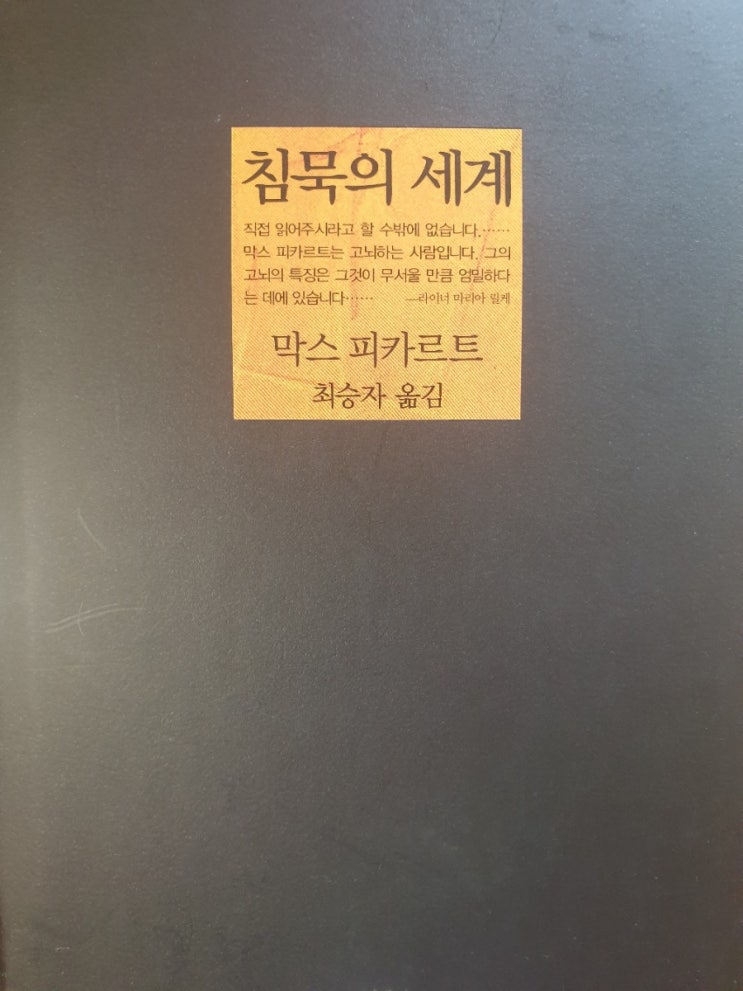 침묵의 세계
직접 읽어주시라고 할 수밖에 없습니다.……
막스 피카르트는 고뇌하는 사람입니다. 그의
고뇌의 특징은 그것이 무서울 만큼 엄밀하다
는 데에 있습니다…… —라이너 마리아 릴케
막스 피카르트
최승자 옮김